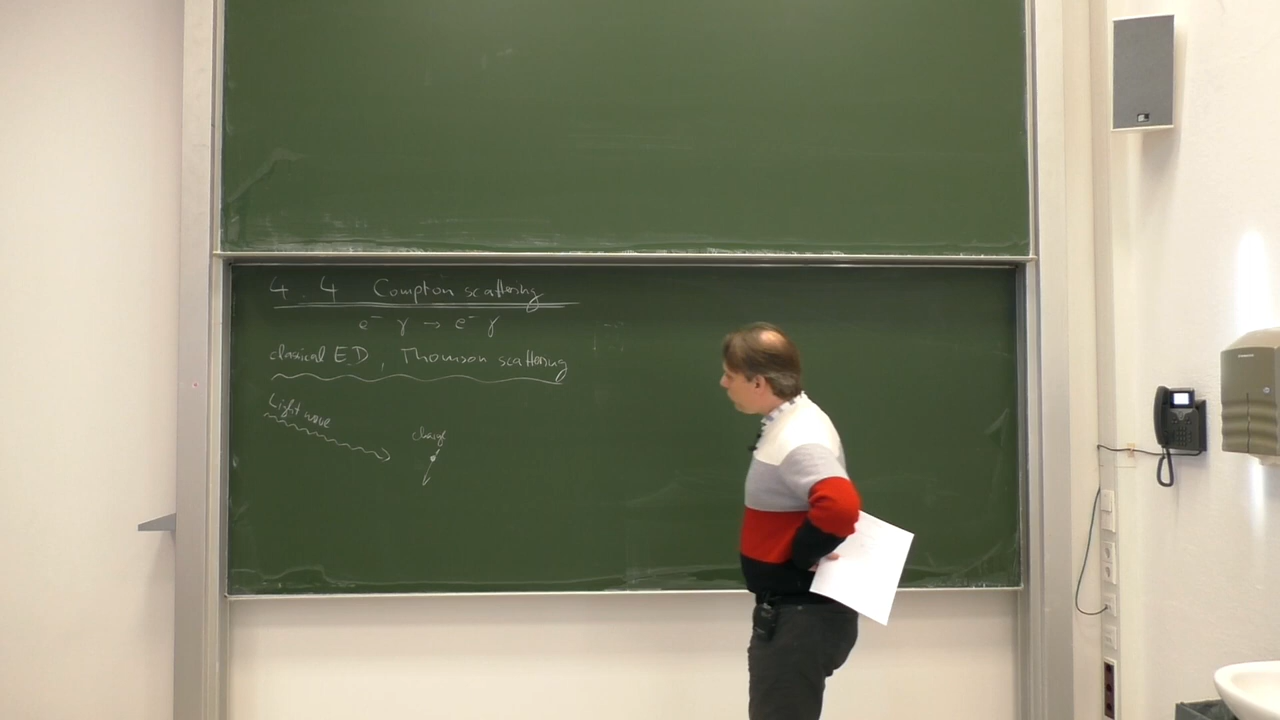 4.4 Compton scattering
e⁻ γ → e⁻ γ
classical ED, Thomson scattering
Light wave
charge